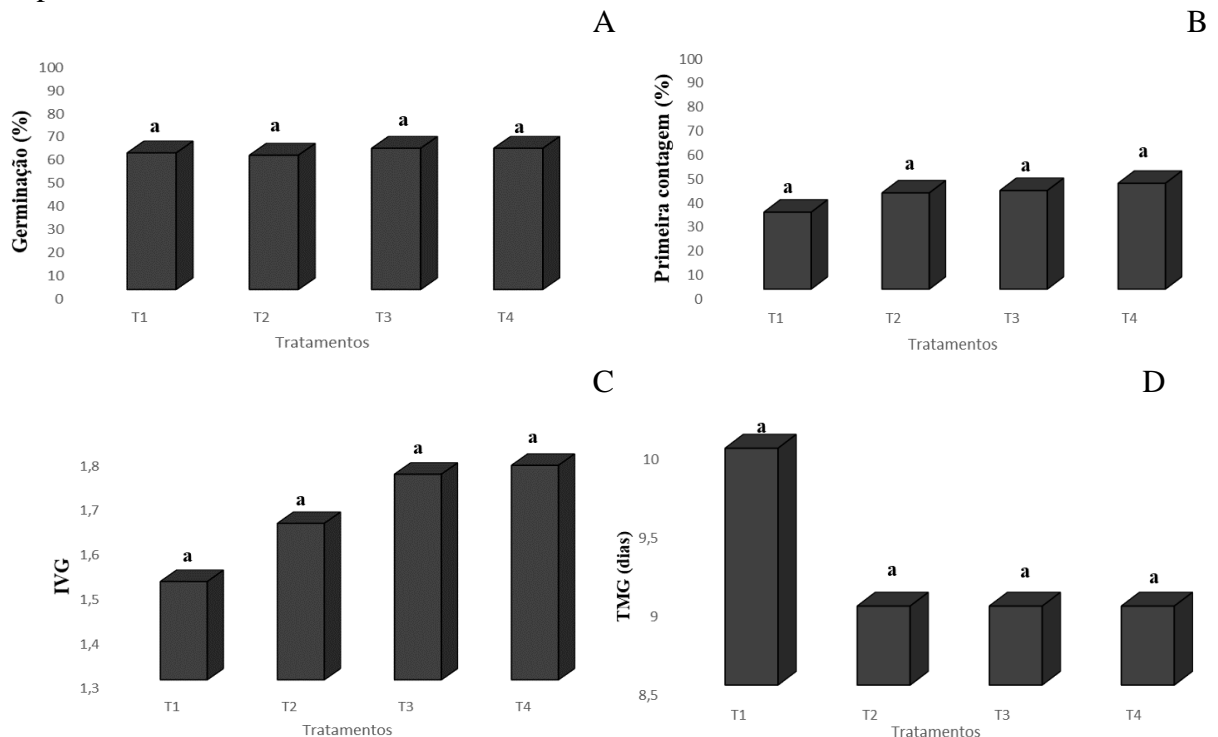 A
Germinação (%)
100
90
80
70
60
50
40
30
20
10
0
a
a
a
a
T1
T2
T3
T4
Tratamentos
B
Primeira contagem (%)
100
90
80
70
60
50
40
30
20
10
0
a
a
a
a
T1
T2
T3
T4
Tratamentos
C
IVG
1,8
1,7
1,6
1,5
1,4
1,3
a
a
a
a
T1
T2
T3
T4
Tratamentos
D
TMG (dias)
10
9,5
9
8,5
a
a
a
a
T1
T2
T3
T4
Tratamentos